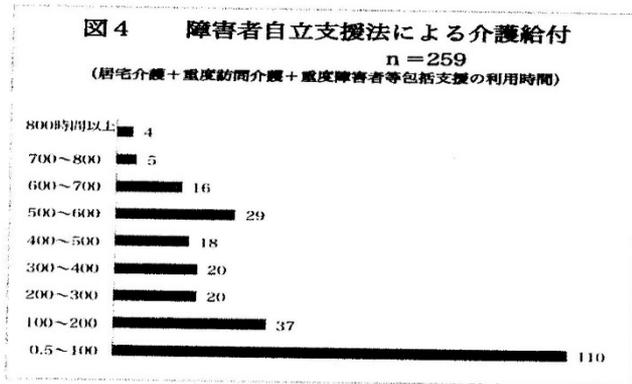 図４　障害者自立支援法による介護給付
n＝259
(居宅介護＋重度訪問介護＋重度障害者等包括支援の利用時間)
800時間以上 4
700～800 5
600～700 16
500～600 29
400～500 18
300～400 20
200～300 20
100～200 37
0.5～100 110